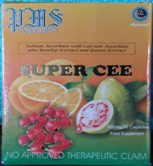 PMS
Sodium Ascorbate with Calcium Ascorbate
plus Rosehip Extract and Guava Extract
SUPER CEE
Capsules
Food Supplement
NO APPROVED THERAPEUTIC CLAIM